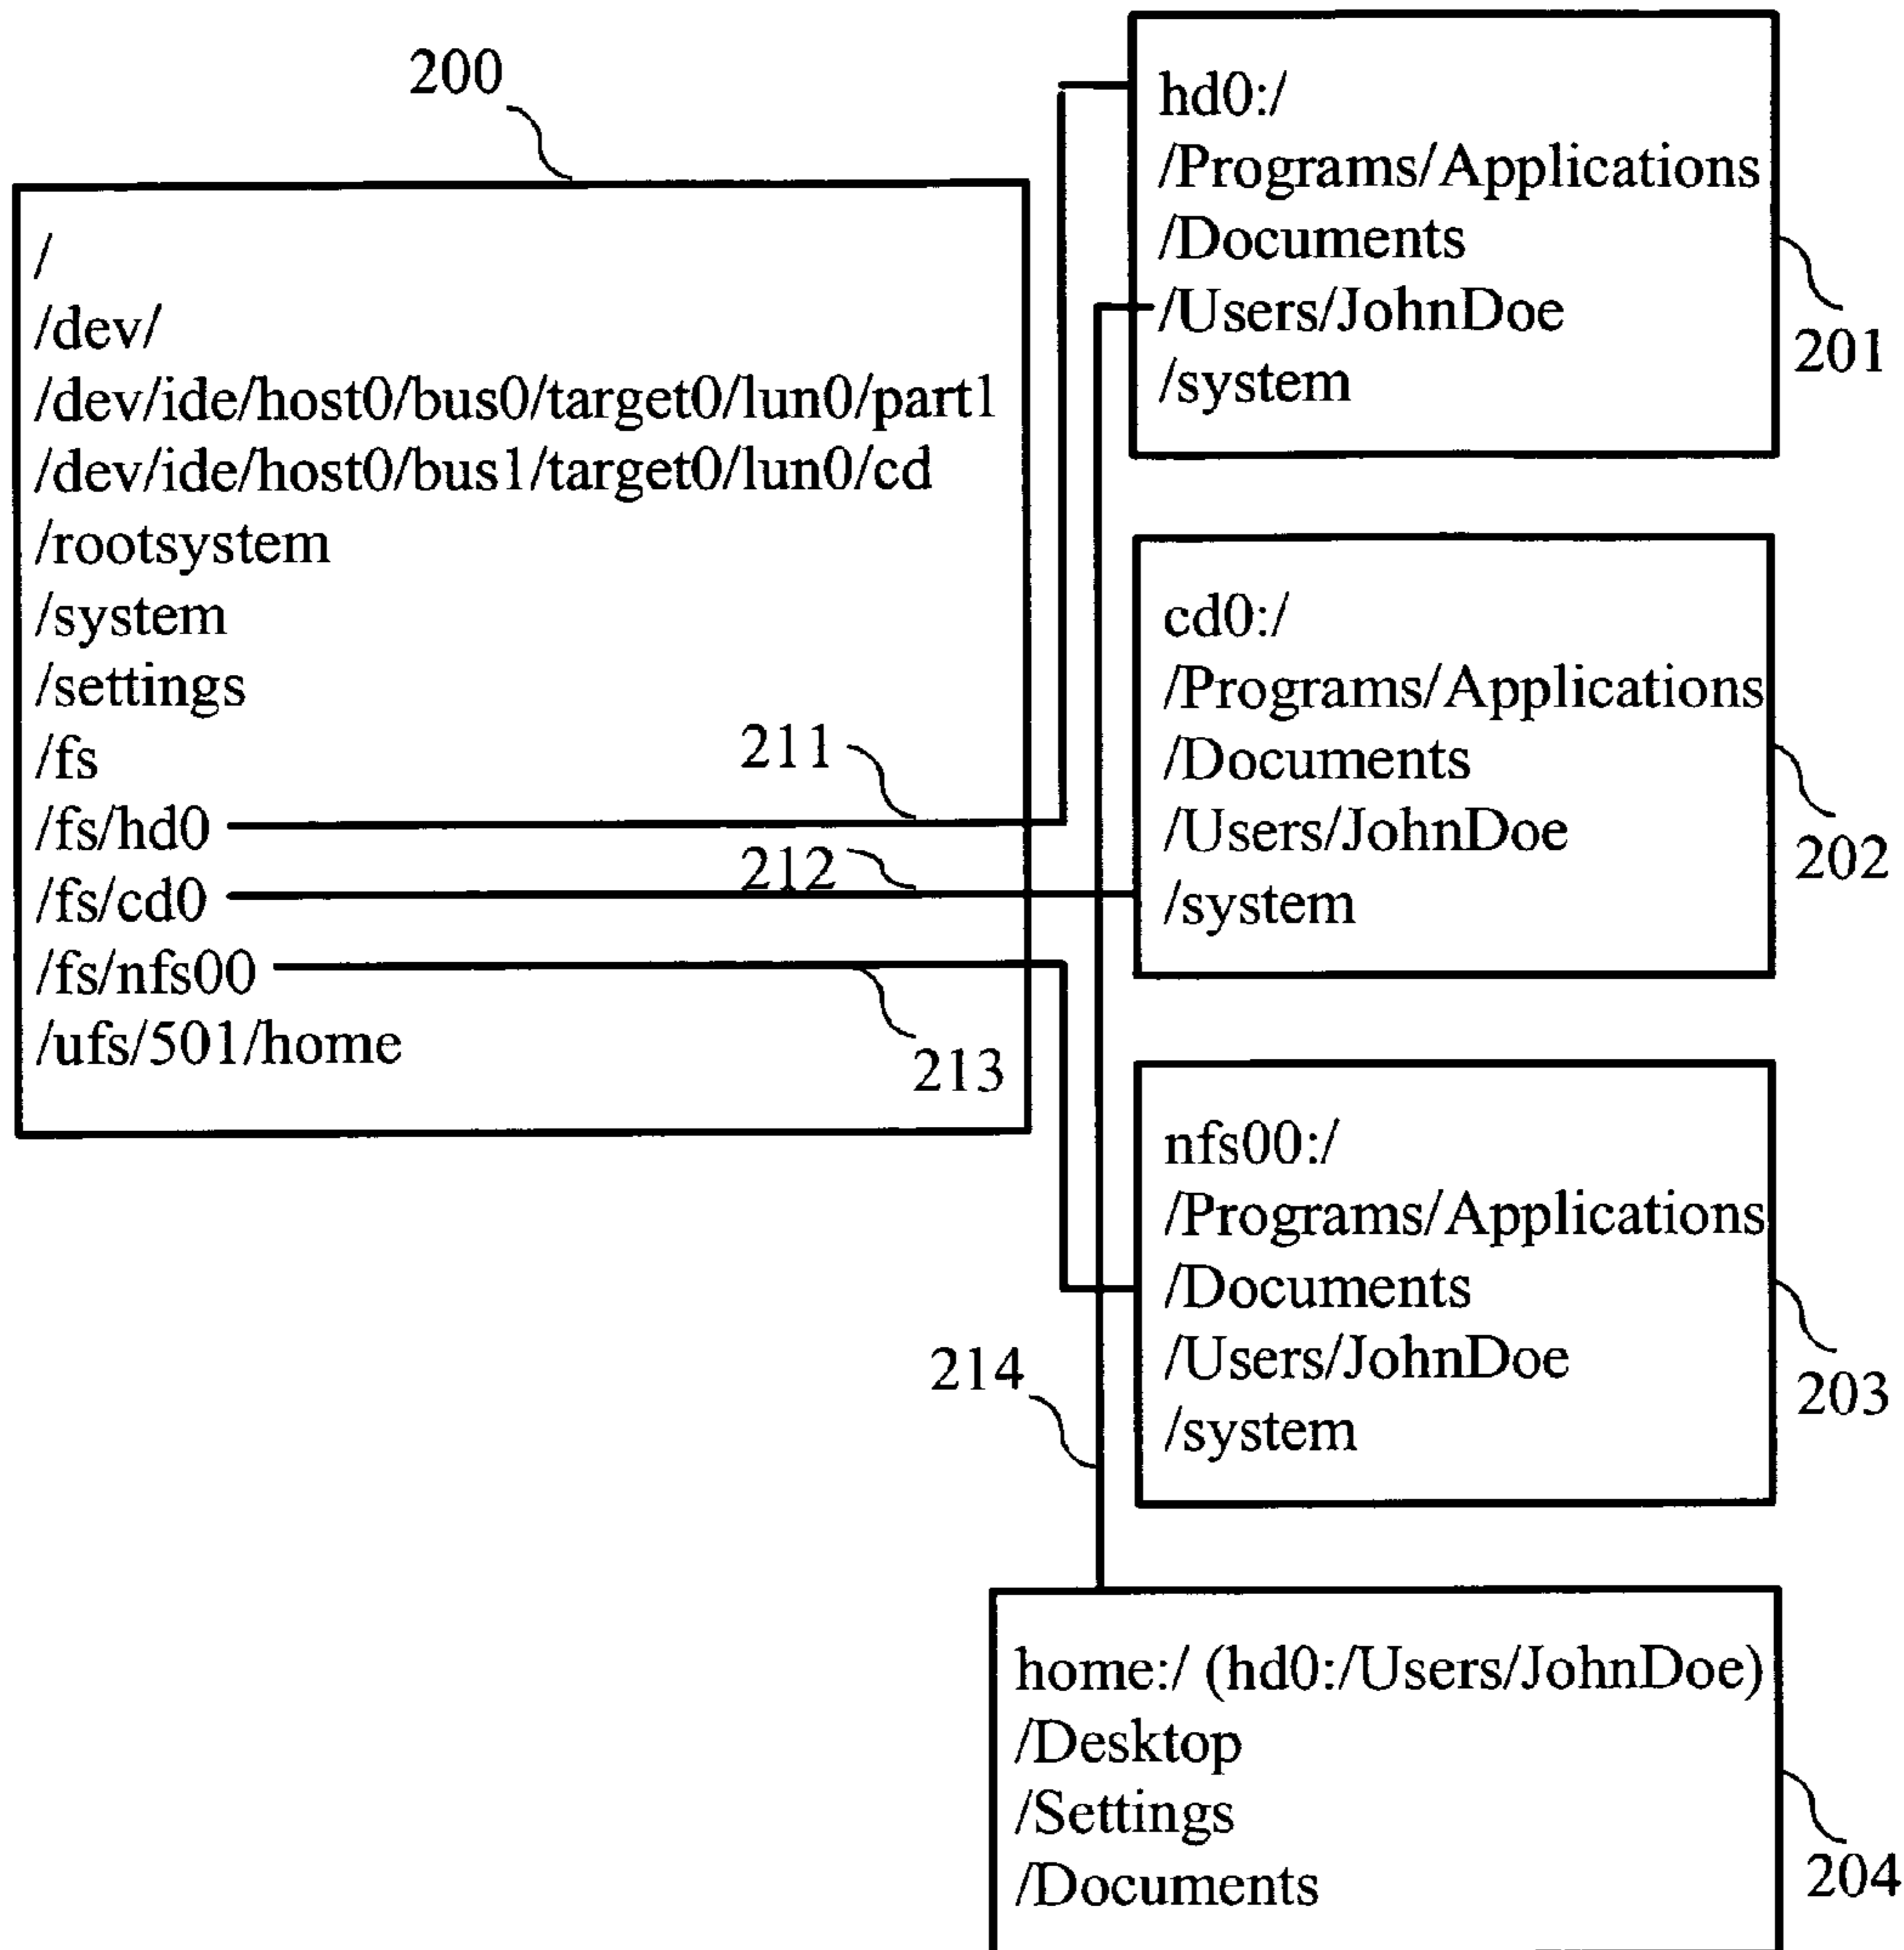 200
/
/dev/
/dev/ide/host0/bus0/target0/lun0/part1
/dev/ide/host0/bus1/target0/lun0/cd
/rootsystem
/system
/settings
/fs
/fs/hd0
/fs/cd0
/fs/nfs00
/ufs/501/home
211
212
213
hd0:/
/Programs/Applications
/Documents
/Users/JohnDoe
/system
201
cd0:/
/Programs/Applications
/Documents
/Users/JohnDoe
/system
202
nfs00:/
/Programs/Applications
/Documents
/Users/JohnDoe
/system
203
214
home:/ (hd0:/Users/JohnDoe)
/Desktop
/Settings
/Documents
204